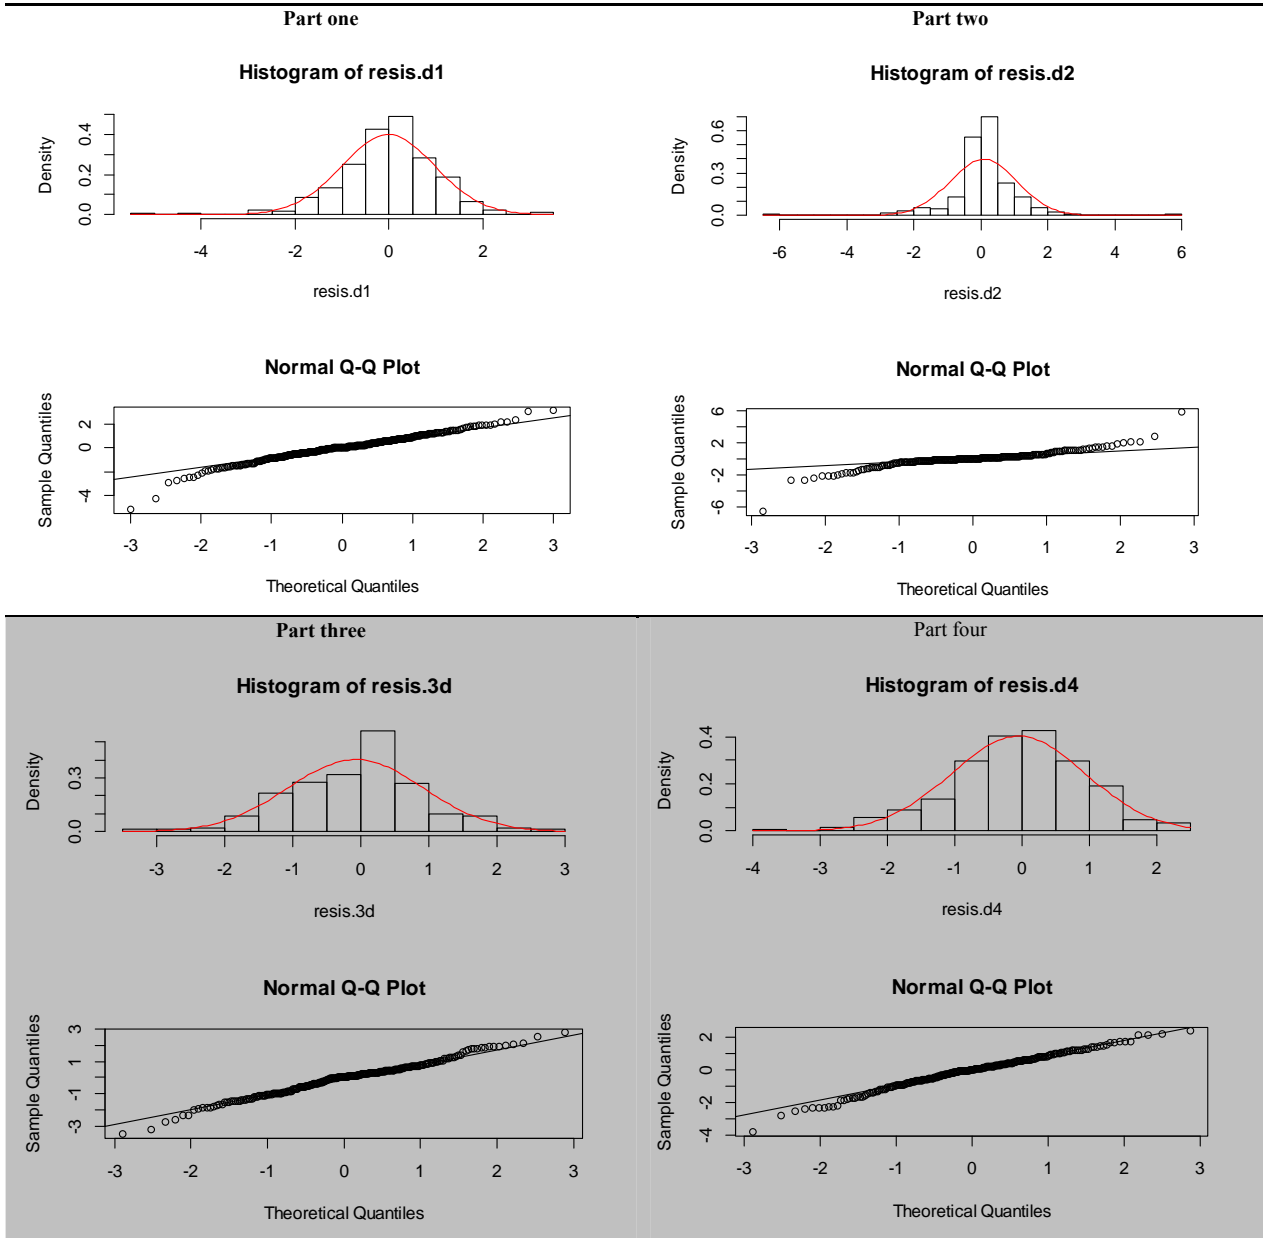 Part one
Part two
Histogram of resis.d1
Histogram of resis.d2
Density
0.0 0.2 0.4
-4 -2 0 2
resis.d1
Density
0.0 0.3 0.6
-6 -4 -2 0 2 4 6
resis.d2
Normal Q-Q Plot
Sample Quantiles
-4 0 2
-3 -2 -1 0 1 2 3
Theoretical Quantiles
Normal Q-Q Plot
Sample Quantiles
-6 -2 2 6
-3 -2 -1 0 1 2 3
Theoretical Quantiles
Part three
Part four
Histogram of resis.3d
Histogram of resis.d4
Density
0.0 0.3
-3 -2 -1 0 1 2 3
resis.3d
Density
0.0 0.2 0.4
-4 -3 -2 -1 0 1 2
resis.d4
Normal Q-Q Plot
Sample Quantiles
-3 -1 1 3
-3 -2 -1 0 1 2 3
Theoretical Quantiles
Normal Q-Q Plot
Sample Quantiles
-4 -2 0 2
-3 -2 -1 0 1 2 3
Theoretical Quantiles